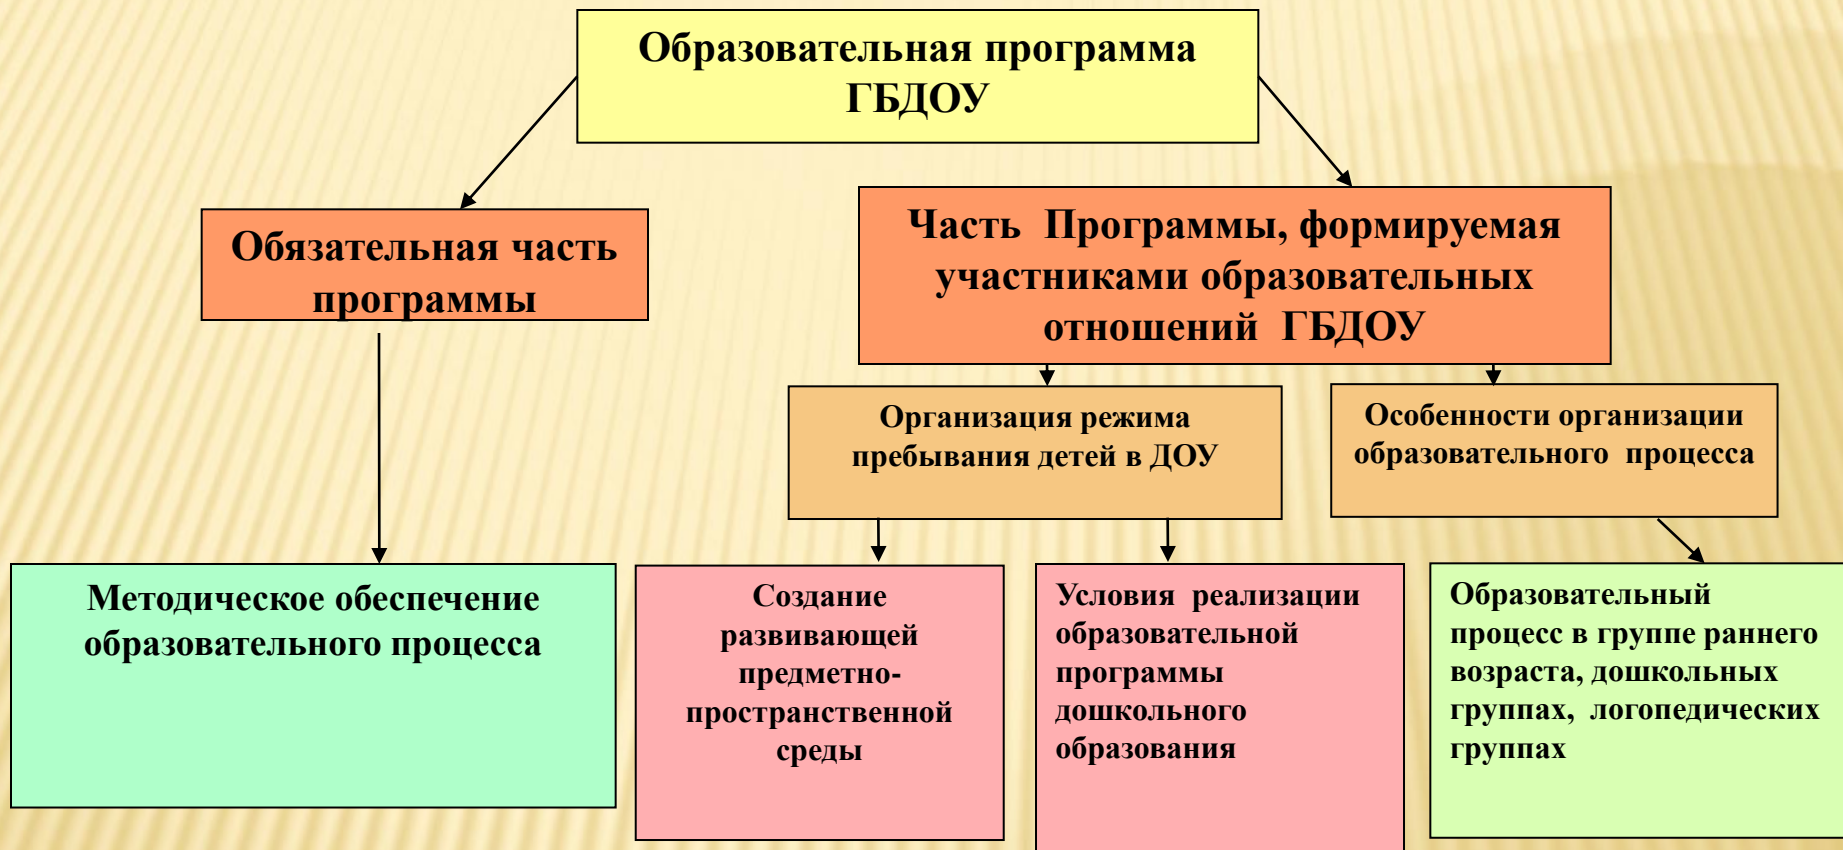 Образовательная программа
ГБДОУ
Обязательная часть
программы
Часть Программы, формируемая
участниками образовательных
отношений ГБДОУ
Организация режима
пребывания детей в ДОУ
Особенности организации
образовательного процесса
Методическое обеспечение
образовательного процесса
Создание
развивающей
предметно-
пространственной
среды
Условия реализации
образовательной
программы
дошкольного
образования
Образовательный
процесс в группе раннего
возраста, дошкольных
группах, логопедических
группах